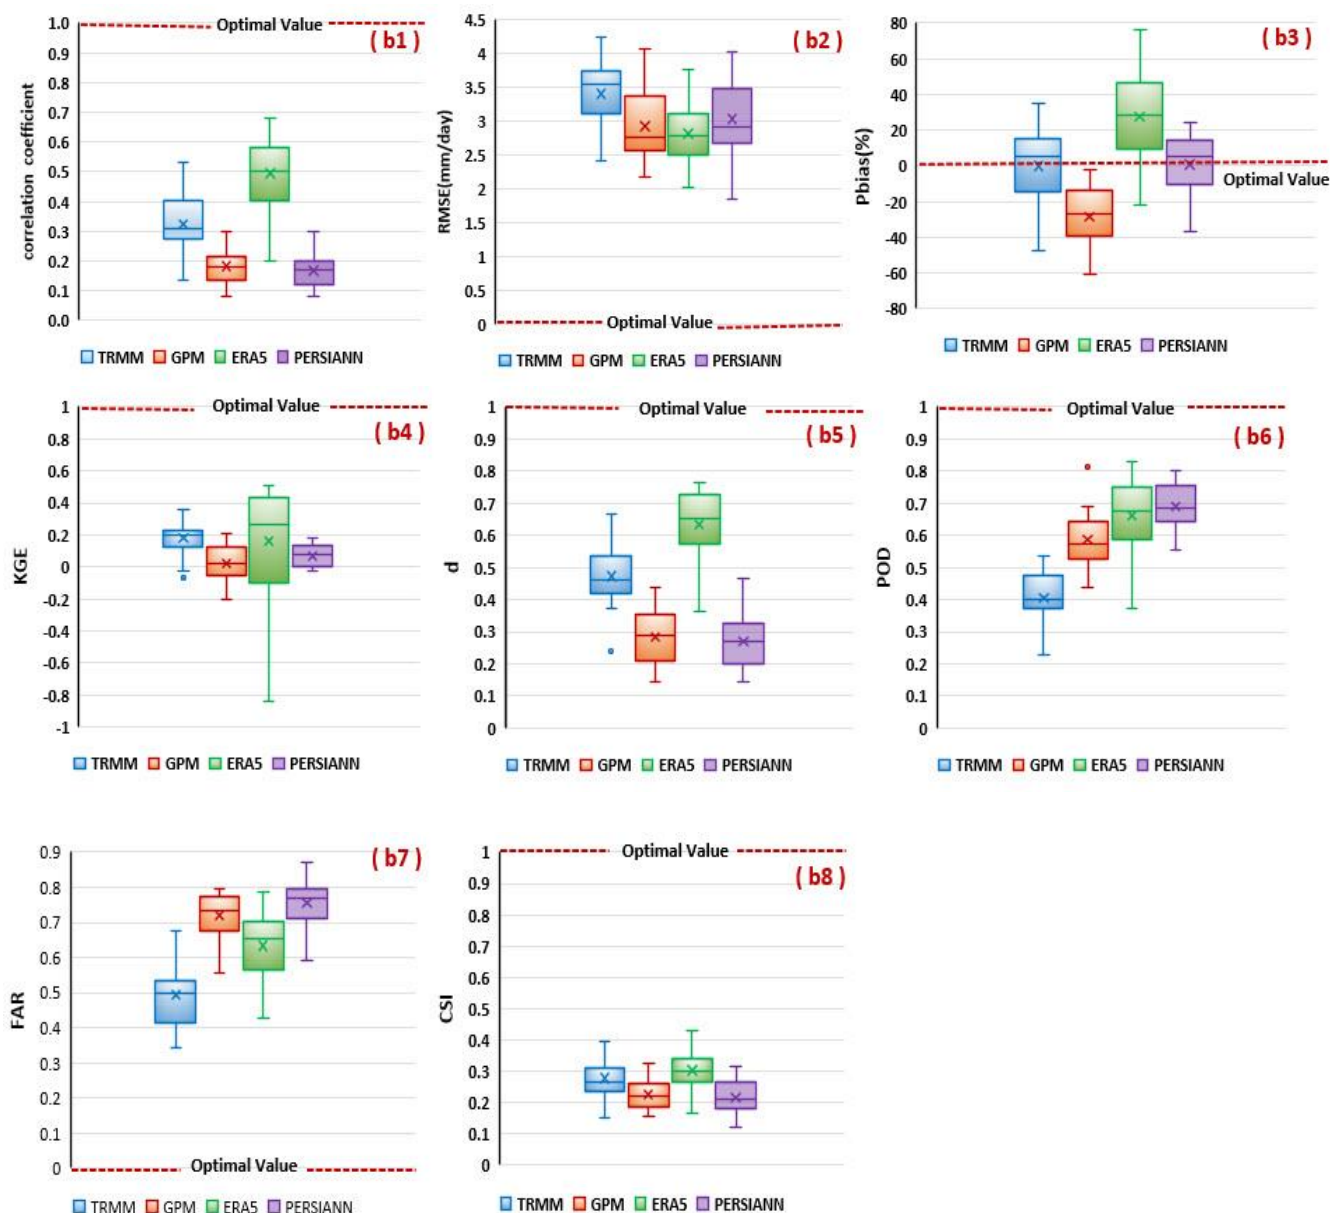 1.0
0.9
0.8
0.7
0.6
0.5
0.4
0.3
0.2
0.1
0.0
correlation coefficient
Optimal Value
( b1 )
TRMM GPM ERA5 PERSIANN
4.5
4
3.5
3
2.5
2
1.5
1
0.5
0
RMSE(mm/day)
( b2 )
Optimal Value
TRMM GPM ERA5 PERSIANN
80
60
40
20
0
-20
-40
-60
-80
Pbias(%)
( b3 )
Optimal Value
TRMM GPM ERA5 PERSIANN
1
0.8
0.6
0.4
0.2
0
-0.2
-0.4
-0.6
-0.8
-1
KGE
Optimal Value
( b4 )
TRMM GPM ERA5 PERSIANN
1
0.9
0.8
0.7
0.6
0.5
0.4
0.3
0.2
0.1
0
d
Optimal Value
( b5 )
TRMM GPM ERA5 PERSIANN
1
0.9
0.8
0.7
0.6
0.5
0.4
0.3
0.2
0.1
0
POD
Optimal Value
( b6 )
TRMM GPM ERA5 PERSIANN
0.9
0.8
0.7
0.6
0.5
0.4
0.3
0.2
0.1
0
FAR
( b7 )
Optimal Value
TRMM GPM ERA5 PERSIANN
1
0.9
0.8
0.7
0.6
0.5
0.4
0.3
0.2
0.1
0
CSI
Optimal Value
( b8 )
TRMM GPM ERA5 PERSIANN